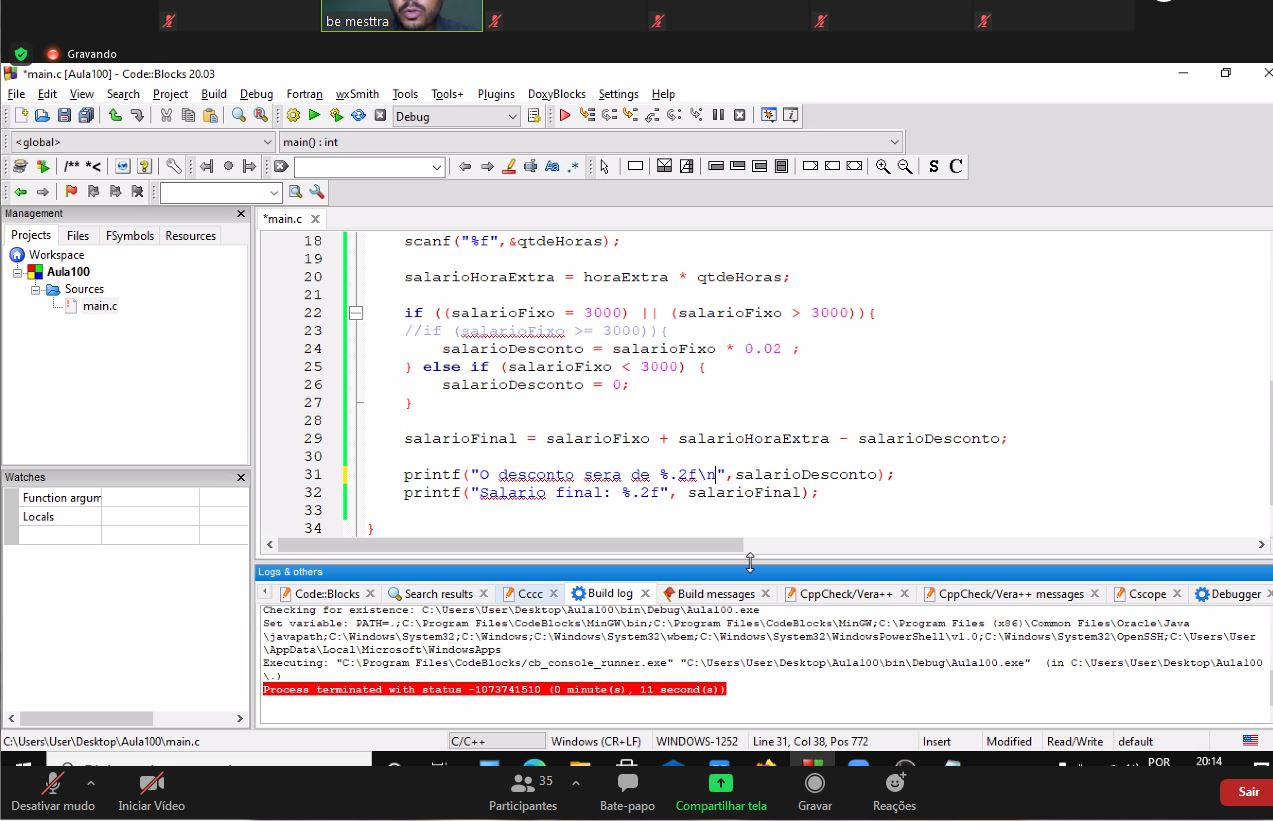 be mesttra
Gravando
*main.c [Aula100] - Code::Blocks 20.03
File Edit View Search Project Build Debug Fortran wxSmith Tools Tools+ Plugins DoxyBlocks Settings Help
Debug
<global> main() : int
/** *< Aa .* S C
Management
Projects Files FSymbols Resources
Workspace
Aula100
Sources
main.c
*main.c
18 scanf("%f",&qtdeHoras);
19
20 salarioHoraExtra = horaExtra * qtdeHoras;
21
22 if ((salarioFixo = 3000) || (salarioFixo > 3000)){
23 //if (salarioFixo >= 3000)){
24 salarioDesconto = salarioFixo * 0.02 ;
25 } else if (salarioFixo < 3000) {
26 salarioDesconto = 0;
27 }
28
29 salarioFinal = salarioFixo + salarioHoraExtra - salarioDesconto;
30
31 printf("O desconto sera de %.2f\n",salarioDesconto);
32 printf("Salario final: %.2f", salarioFinal);
33
34 }
Watches
Function argum
Locals
Logs & others
Code::Blocks Search results Cccc Build log Build messages CppCheck/Vera++ CppCheck/Vera++ messages Cscope Debugger
Checking for existence: C:\Users\User\Desktop\Aula100\bin\Debug\Aula100.exe
Set variable: PATH=.;C:\Program Files\CodeBlocks\MinGW\bin;C:\Program Files\CodeBlocks\MinGW;C:\Program Files (x86)\Common Files\Oracle\Java
\javapath;C:\Windows\System32;C:\Windows;C:\Windows\System32\wbem;C:\Windows\System32\WindowsPowerShell\v1.0;C:\Windows\System32\OpenSSH;C:\Users\User
\AppData\Local\Microsoft\WindowsApps
Executing: "C:\Program Files\CodeBlocks/cb_console_runner.exe" "C:\Users\User\Desktop\Aula100\bin\Debug\Aula100.exe" (in C:\Users\User\Desktop\Aula100
\.)
Process terminated with status -1073741510 (0 minute(s), 11 second(s))
C:\Users\User\Desktop\Aula100\main.c C/C++ Windows (CR+LF) WINDOWS-1252 Line 31, Col 38, Pos 772 Insert Modified Read/Write default
POR 20:14
35
Desativar mudo Iniciar Vídeo Participantes Bate-papo Compartilhar tela Gravar Reações Sair